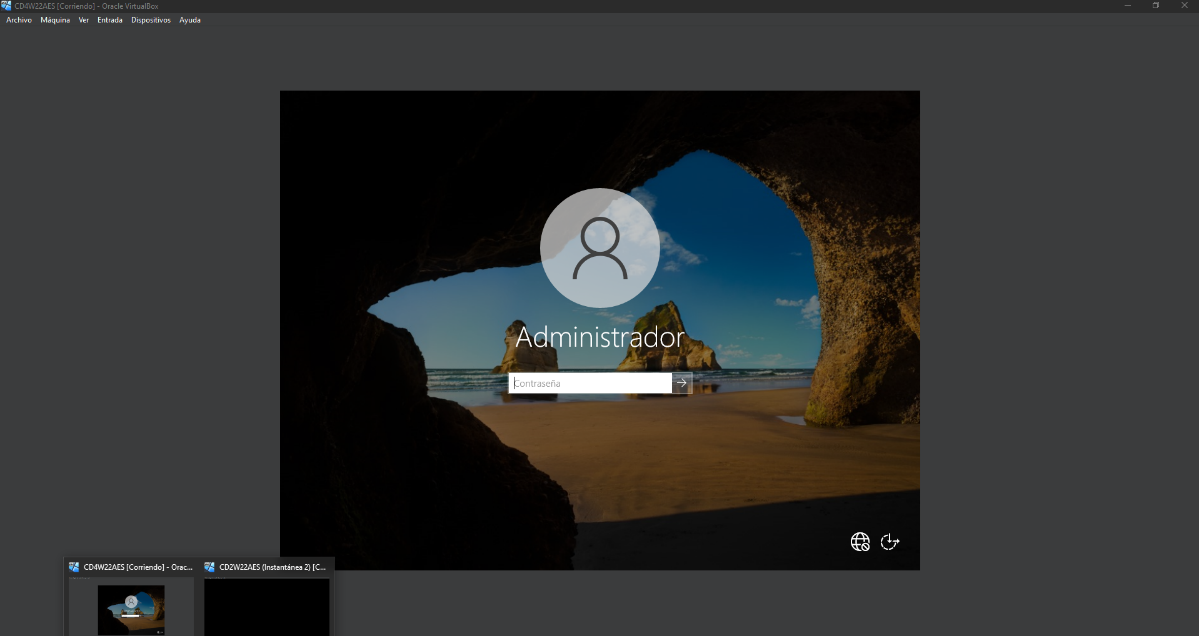 CD4W22AES [Corriendo] - Oracle VirtualBox
Archivo Máquina Ver Entrada Dispositivos Ayuda
Administrador
Contraseña
CD4W22AES [Corriendo] - Orac... CD2W22AES (Instantánea 2) [C...